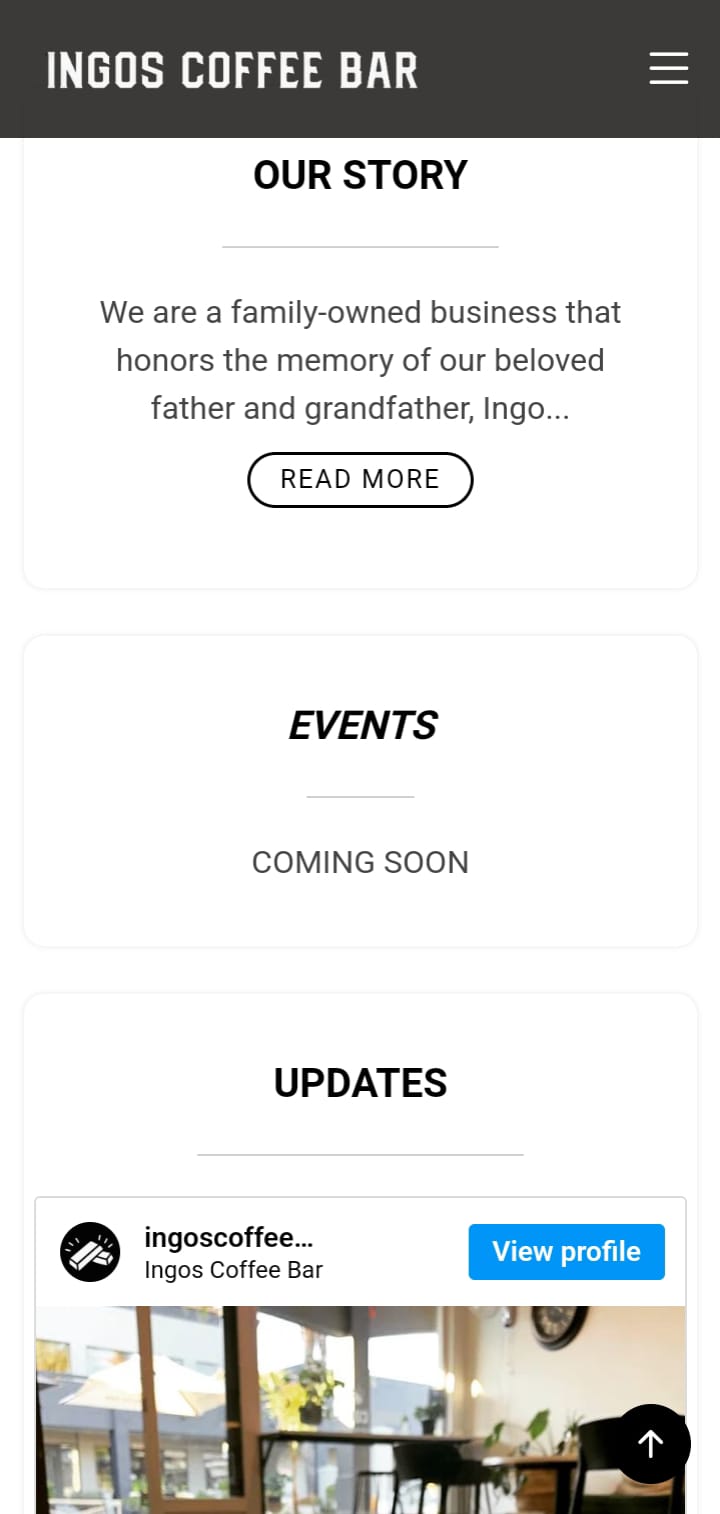 INGOS COFFEE BAR
OUR STORY
We are a family-owned business that
honors the memory of our beloved
father and grandfather, Ingo...
READ MORE
EVENTS
COMING SOON
UPDATES
ingoscoffee...
Ingos Coffee Bar
View profile